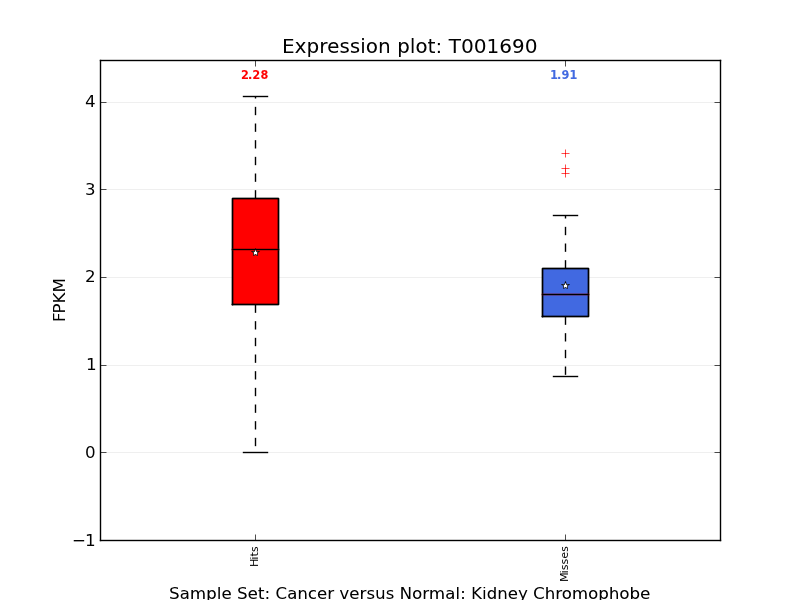 Expression plot: T001690
2.28
1.91
4
3
2
1
0
−1
FPKM
Hits
Misses
Sample Set: Cancer versus Normal: Kidney Chromophobe